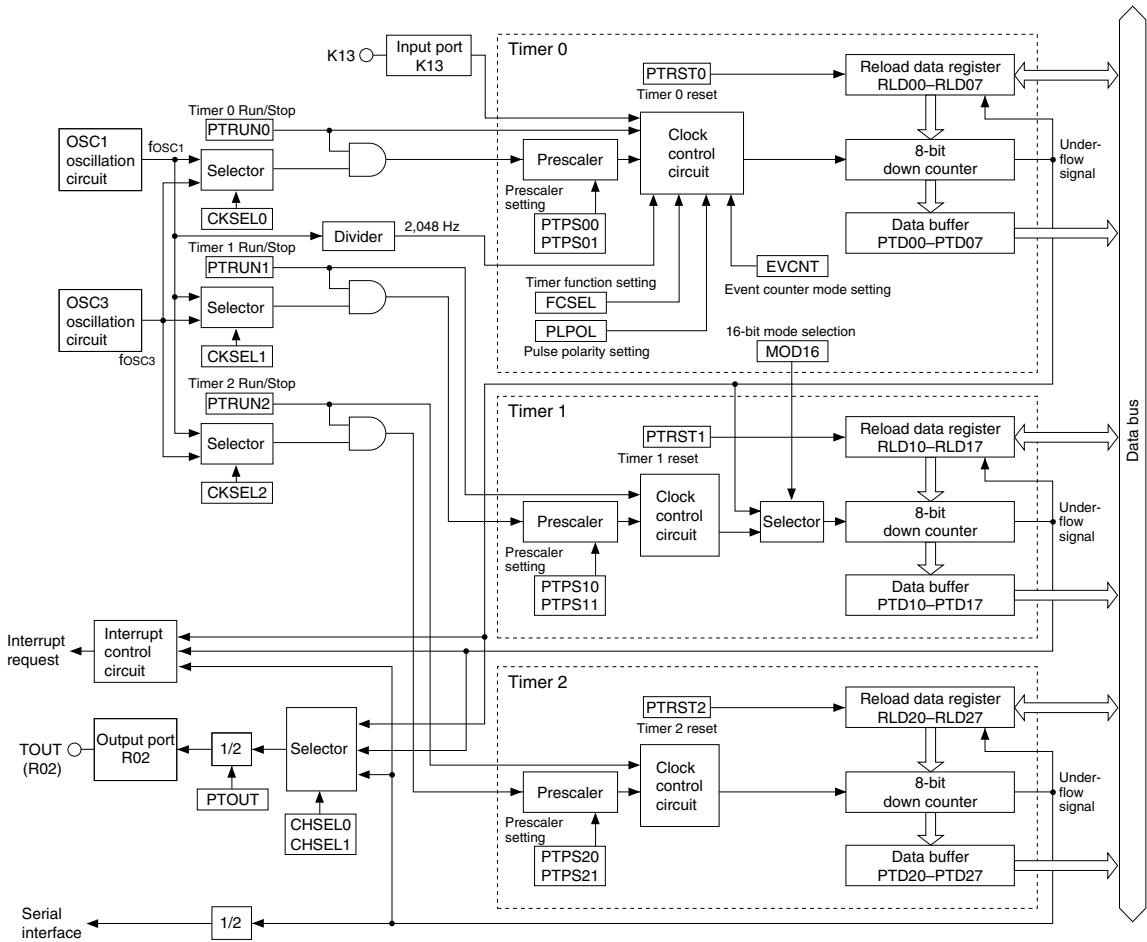 Timer 0
K13
Input port
K13
PTRST0
Timer 0 reset
Reload data register
RLD00–RLD07
Timer 0 Run/Stop
PTRUN0
OSC1
oscillation
circuit
fOSC1
Selector
CKSEL0
Prescaler
Prescaler
setting
PTPS00
PTPS01
Clock
control
circuit
8-bit
down counter
Under-
flow
signal
Data buffer
PTD00–PTD07
Divider
2,048 Hz
Timer 1 Run/Stop
PTRUN1
EVCNT
Event counter mode setting
Timer function setting
FCSEL
PLPOL
Pulse polarity setting
OSC3
oscillation
circuit
fOSC3
Selector
CKSEL1
16-bit mode selection
MOD16
Timer 2 Run/Stop
PTRUN2
Selector
CKSEL2
Timer 1
PTRST1
Timer 1 reset
Reload data register
RLD10–RLD17
Prescaler
Prescaler
setting
PTPS10
PTPS11
Clock
control
circuit
Selector
8-bit
down counter
Under-
flow
signal
Data buffer
PTD10–PTD17
Data bus
Interrupt
request
Interrupt
control
circuit
Timer 2
PTRST2
Timer 2 reset
Reload data register
RLD20–RLD27
TOUT
(R02)
Output port
R02
1/2
PTOUT
Selector
CHSEL0
CHSEL1
Prescaler
Prescaler
setting
PTPS20
PTPS21
Clock
control
circuit
8-bit
down counter
Under-
flow
signal
Data buffer
PTD20–PTD27
Serial
interface
1/2